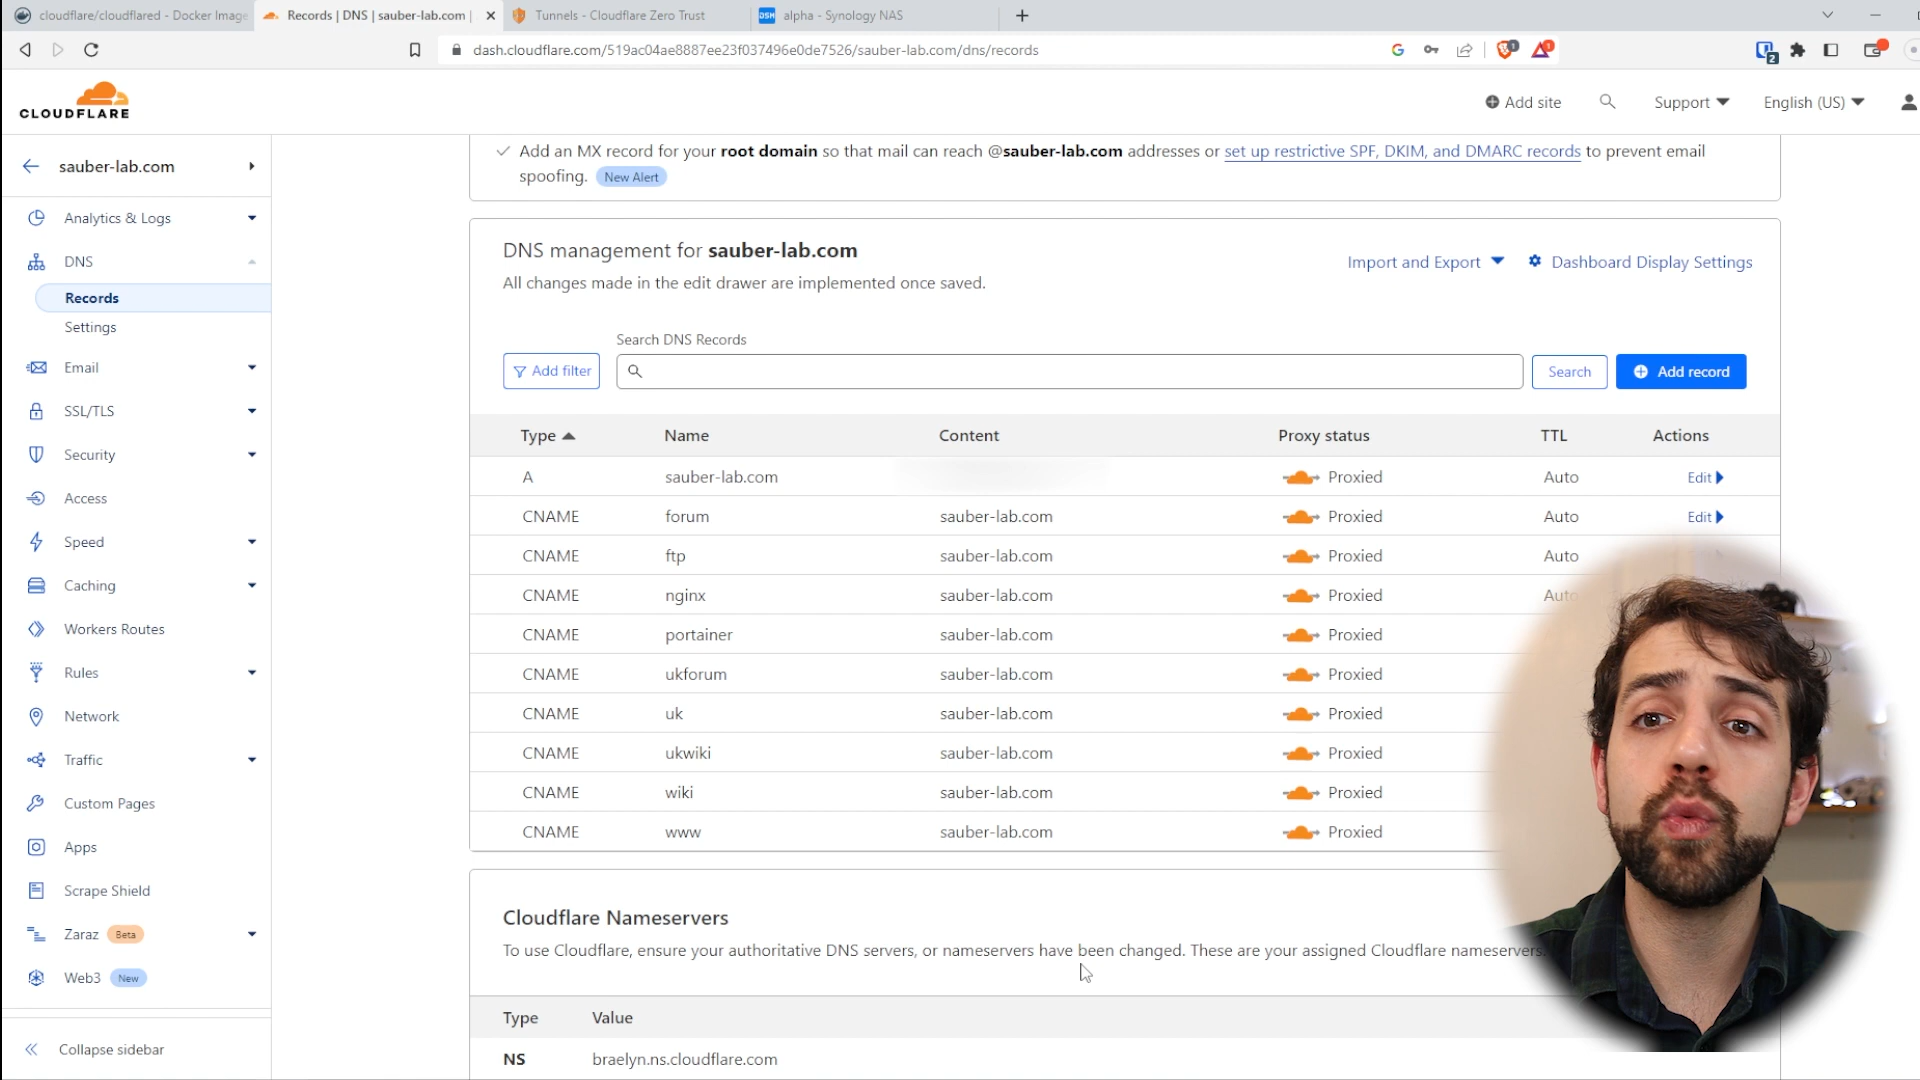 cloudflare/cloudflared - Docker Image
Records | DNS | sauber-lab.com |
Tunnels - Cloudflare Zero Trust
DSM alpha - Synology NAS
dash.cloudflare.com/519ac04ae8887ee23f037496e0de7526/sauber-lab.com/dns/records
G
1
1
2
CLOUDFLARE
Add site
Support
English (US)
sauber-lab.com
Analytics & Logs
DNS
Records
Settings
Email
SSL/TLS
Security
Access
Speed
Caching
Workers Routes
Rules
Network
Traffic
Custom Pages
Apps
Scrape Shield
Zaraz Beta
Web3 New
Collapse sidebar
Add an MX record for your root domain so that mail can reach @sauber-lab.com addresses or set up restrictive SPF, DKIM, and DMARC records to prevent email
spoofing. New Alert
DNS management for sauber-lab.com
All changes made in the edit drawer are implemented once saved.
Import and Export
Dashboard Display Settings
Search DNS Records
Add filter
Search
Add record
Type Name Content Proxy status TTL Actions
A sauber-lab.com Proxied Auto Edit
CNAME forum sauber-lab.com Proxied Auto Edit
CNAME ftp sauber-lab.com Proxied Auto
CNAME nginx sauber-lab.com Proxied Auto
CNAME portainer sauber-lab.com Proxied
CNAME ukforum sauber-lab.com Proxied
CNAME uk sauber-lab.com Proxied
CNAME ukwiki sauber-lab.com Proxied
CNAME wiki sauber-lab.com Proxied
CNAME www sauber-lab.com Proxied
Cloudflare Nameservers
To use Cloudflare, ensure your authoritative DNS servers, or nameservers have been changed. These are your assigned Cloudflare nameservers.
Type Value
NS braelyn.ns.cloudflare.com